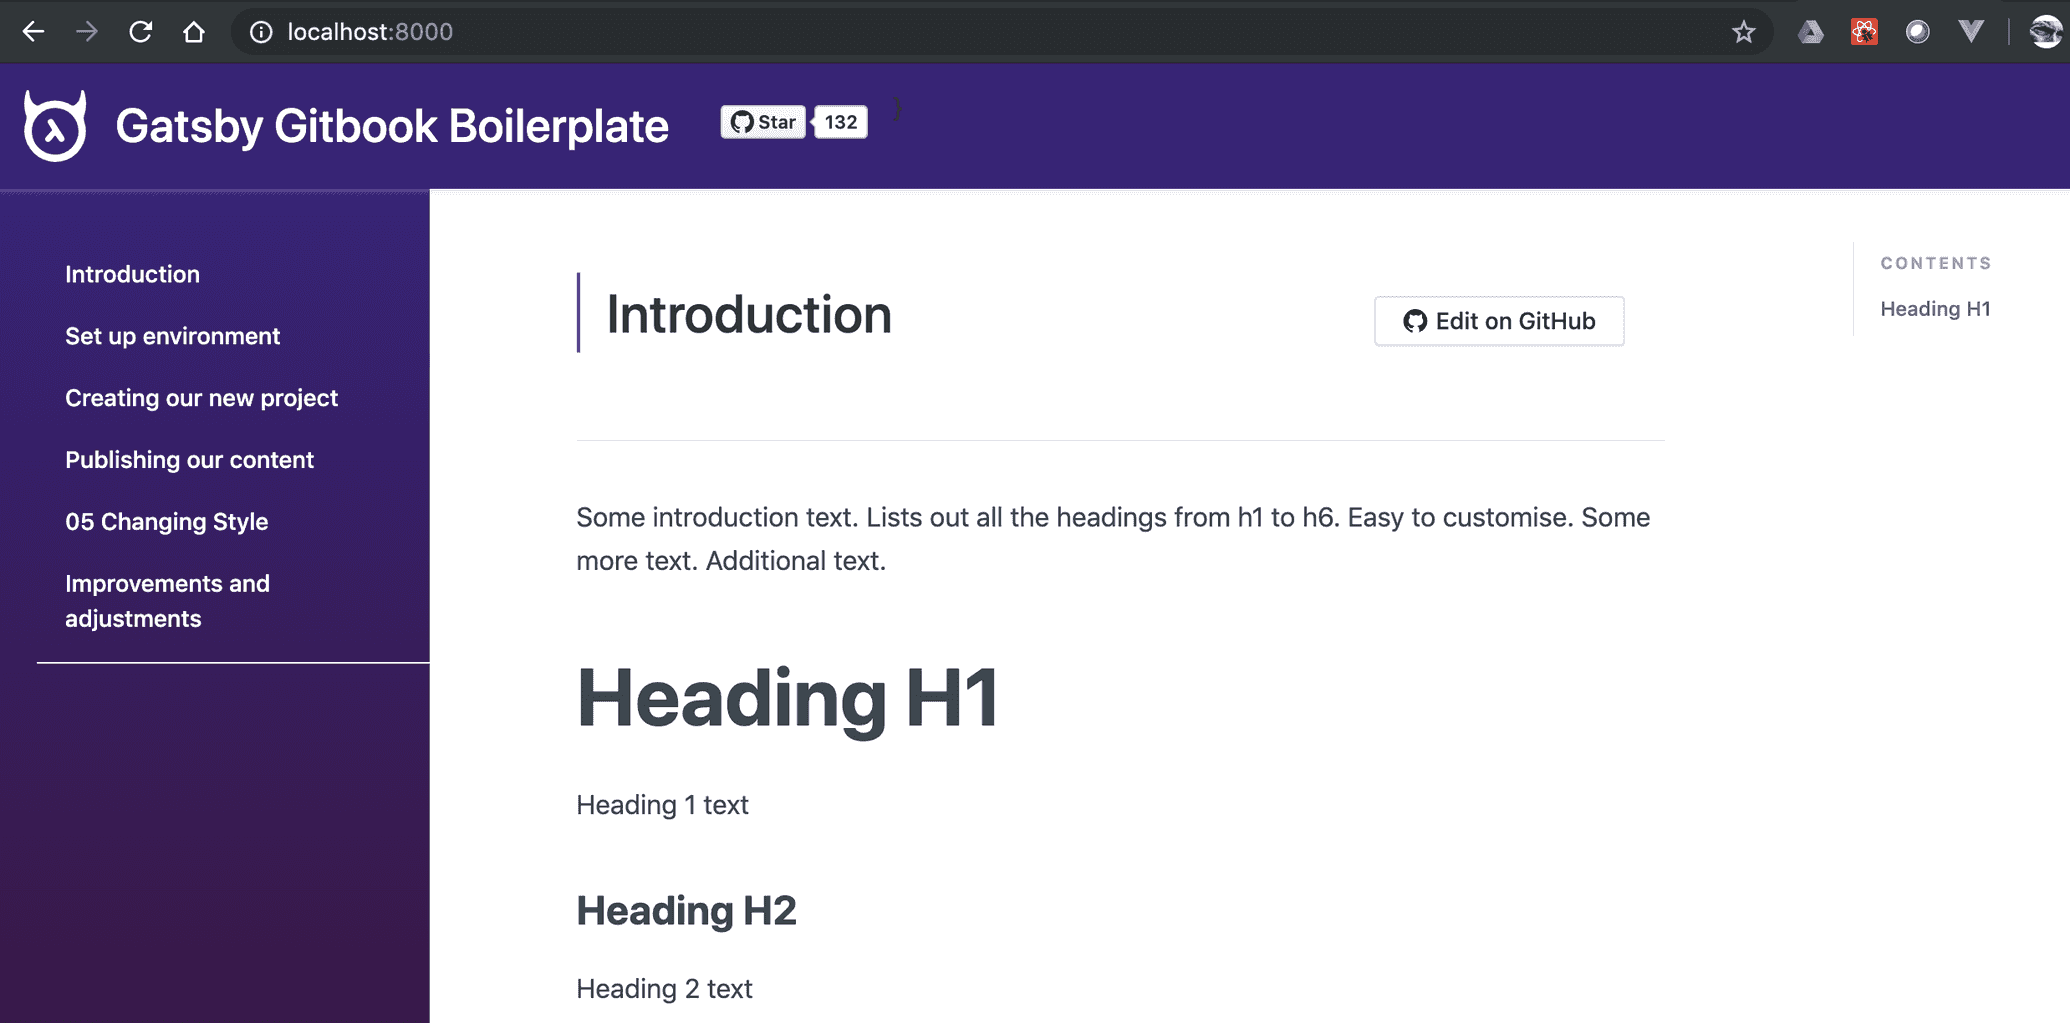 localhost:8000
Gatsby Gitbook Boilerplate
Star
132
Introduction
Set up environment
Creating our new project
Publishing our content
05 Changing Style
Improvements and
adjustments
Introduction
Edit on GitHub
Some introduction text. Lists out all the headings from h1 to h6. Easy to customise. Some
more text. Additional text.
Heading H1
Heading 1 text
Heading H2
Heading 2 text
CONTENTS
Heading H1